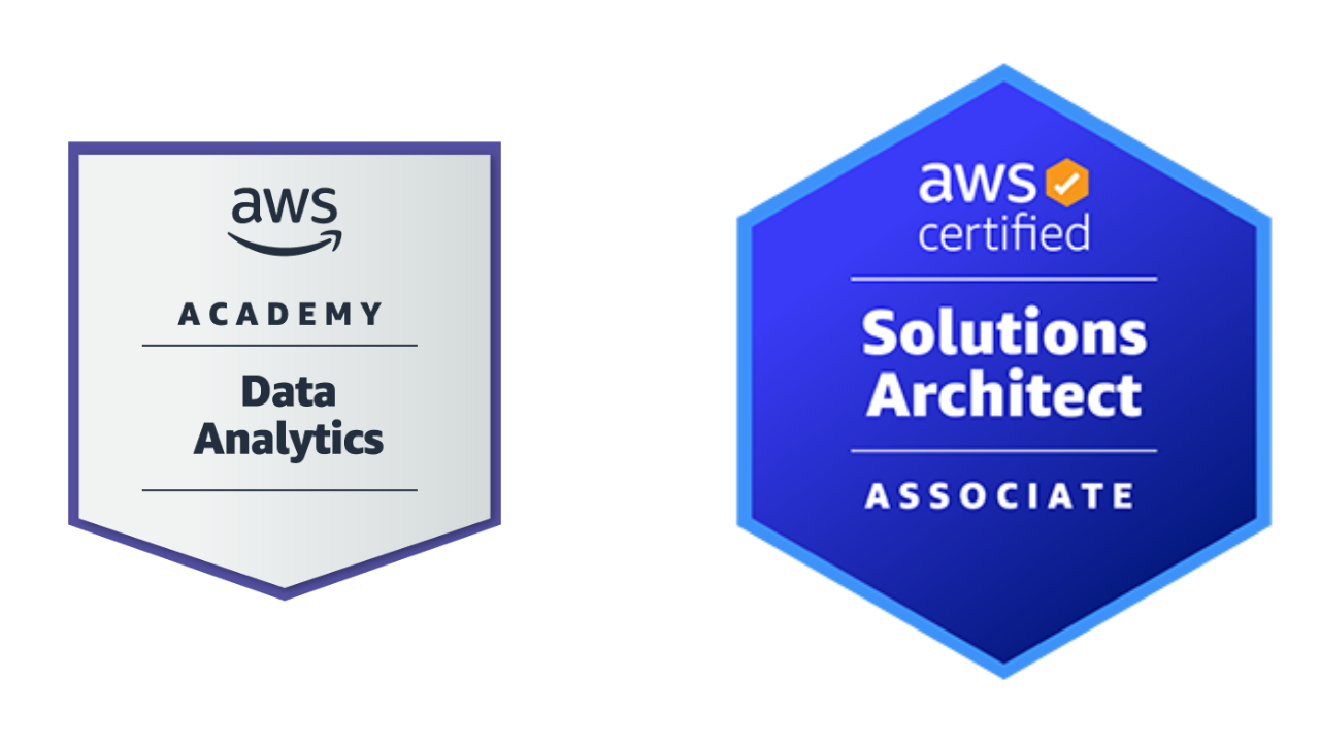 aws
ACADEMY
Data
Analytics
aws
certified
Solutions
Architect
ASSOCIATE